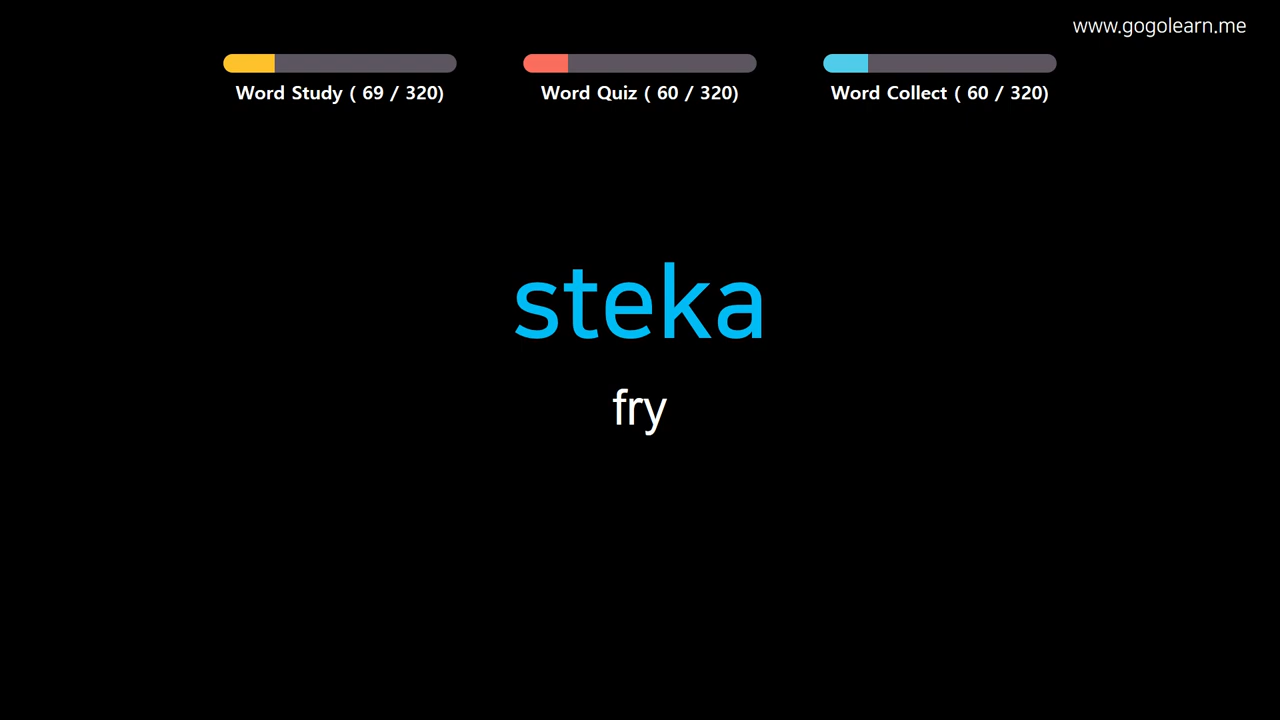 www.gogolearn.me
Word Study ( 69 / 320)
Word Quiz ( 60 / 320)
Word Collect ( 60 / 320)
steka
fry